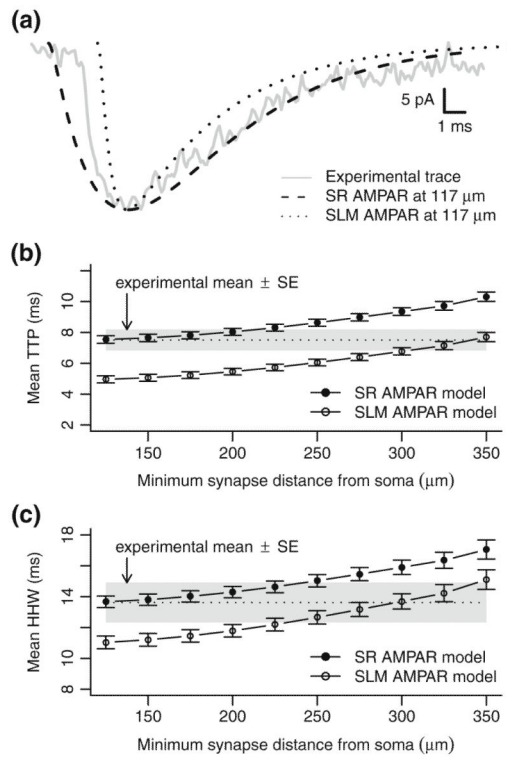 (a)
5 pA
1 ms
Experimental trace
SR AMPAR at 117 μm
SLM AMPAR at 117 μm
(b)
experimental mean ± SE
Mean TTP (ms)
10
8
6
4
2
SR AMPAR model
SLM AMPAR model
150 200 250 300 350
Minimum synapse distance from soma (μm)
(c)
experimental mean ± SE
Mean HHW (ms)
18
14
11
8
SR AMPAR model
SLM AMPAR model
150 200 250 300 350
Minimum synapse distance from soma (μm)